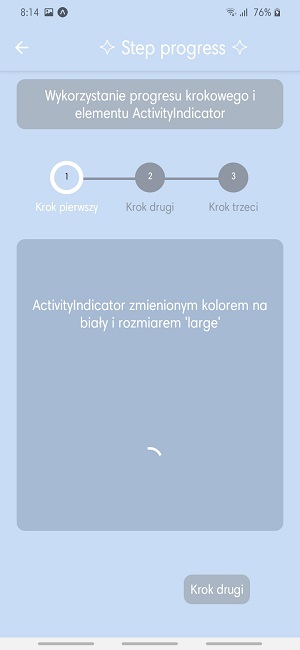 8:14
76%
✧ Step progress ✧
Wykorzystanie progresu krokowego i
elementu ActivityIndicator
1
2
3
Krok pierwszy
Krok drugi
Krok trzeci
ActivityIndicator zmienionym kolorem na
biały i rozmiarem 'large'
Krok drugi